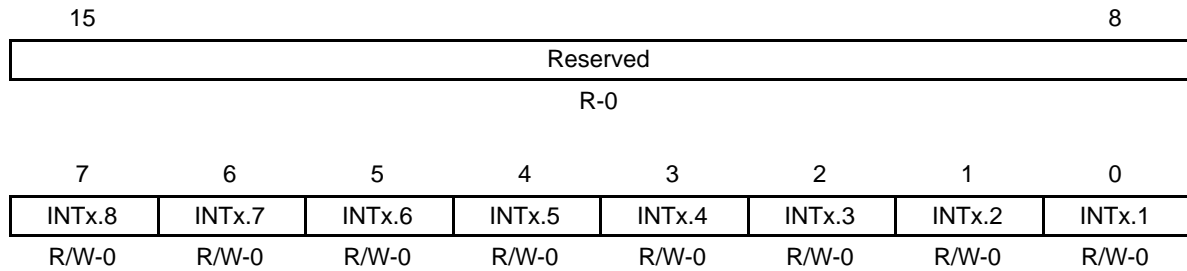 15 8
Reserved
R-0
7 6 5 4 3 2 1 0
INTx.8 INTx.7 INTx.6 INTx.5 INTx.4 INTx.3 INTx.2 INTx.1
R/W-0 R/W-0 R/W-0 R/W-0 R/W-0 R/W-0 R/W-0 R/W-0